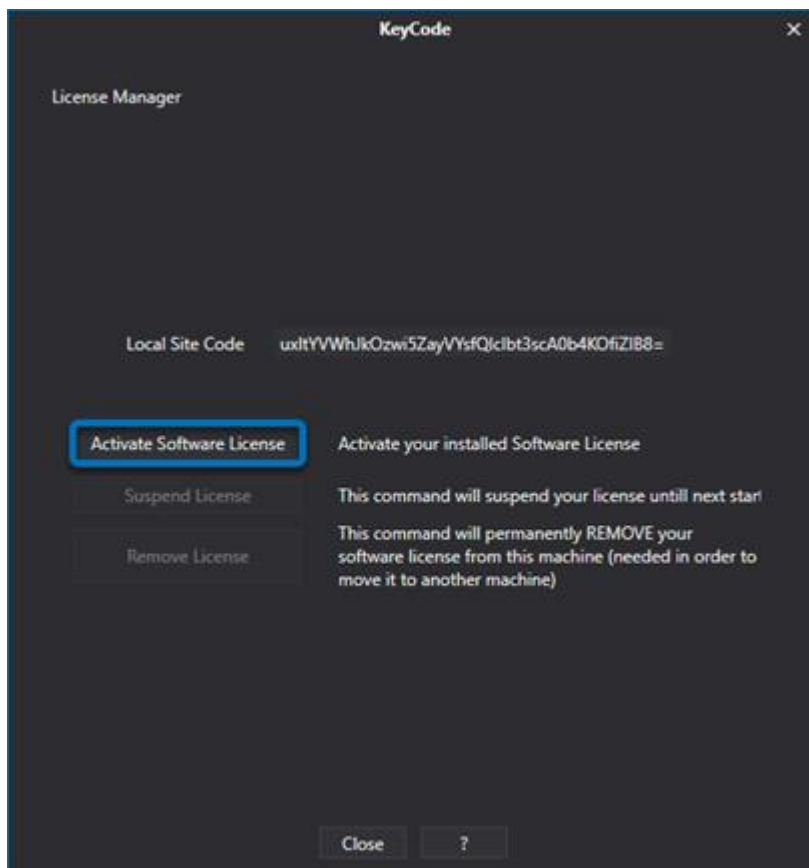 KeyCode
License Manager
Local Site Code
Activate Software License
Activate your installed Software License
Suspend License
This command will suspend your license untill next start
Remove License
This command will permanently REMOVE your
software license from this machine (needed in order to
move it to another machine)
Close
?